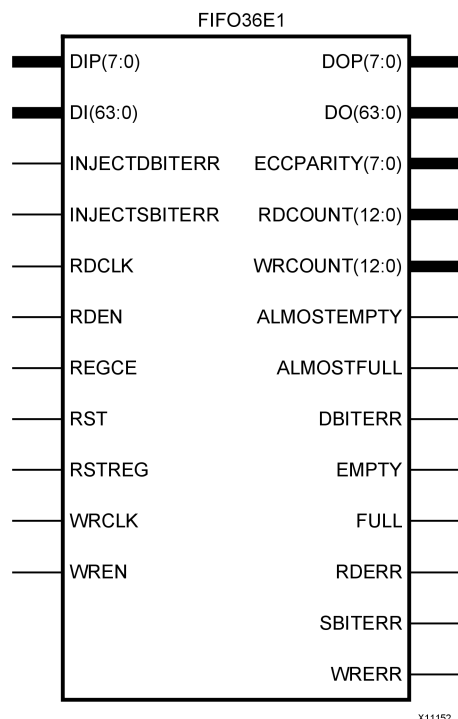 FIFO36E1
DIP(7:0) DOP(7:0)
DI(63:0) DO(63:0)
INJECTDBITERR ECCPARITY(7:0)
INJECTSBITERR RDCOUNT(12:0)
RDCLK WRCOUNT(12:0)
RDEN ALMOSTEMPTY
REGCE ALMOSTFULL
RST DBITERR
RSTREG EMPTY
WRCLK FULL
WREN RDERR
SBITERR
WRERR
X11152